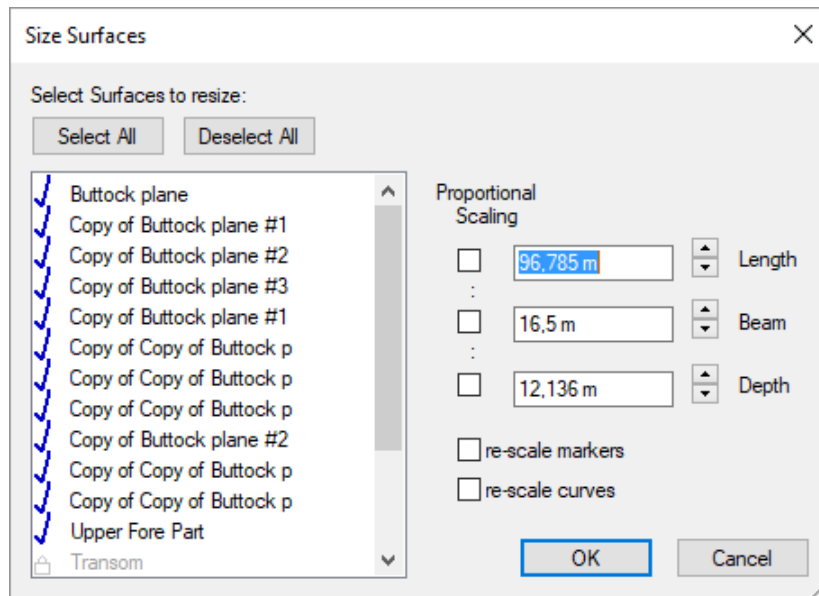 Size Surfaces
Select Surfaces to resize:
Select All
Deselect All
Buttock plane
Copy of Buttock plane #1
Copy of Buttock plane #2
Copy of Buttock plane #3
Copy of Buttock plane #1
Copy of Copy of Buttock p
Copy of Copy of Buttock p
Copy of Copy of Buttock p
Copy of Buttock plane #2
Copy of Copy of Buttock p
Copy of Copy of Buttock p
Upper Fore Part
Transom
Proportional
Scaling
96,785 m Length
:
16,5 m Beam
:
12,136 m Depth
re-scale markers
re-scale curves
OK
Cancel